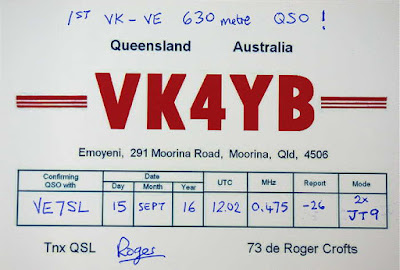 1ST VK - VE 630 metre QSO !
Queensland Australia
VK4YB
Emoyeni, 291 Moorina Road, Moorina, Qld, 4506
Confirming QSO with Date UTC MHz Report Mode
Day Month Year
VE7SL 15 SEPT 16 12.02 0.475 -26 2x JT9
Tnx QSL Roger 73 de Roger Crofts